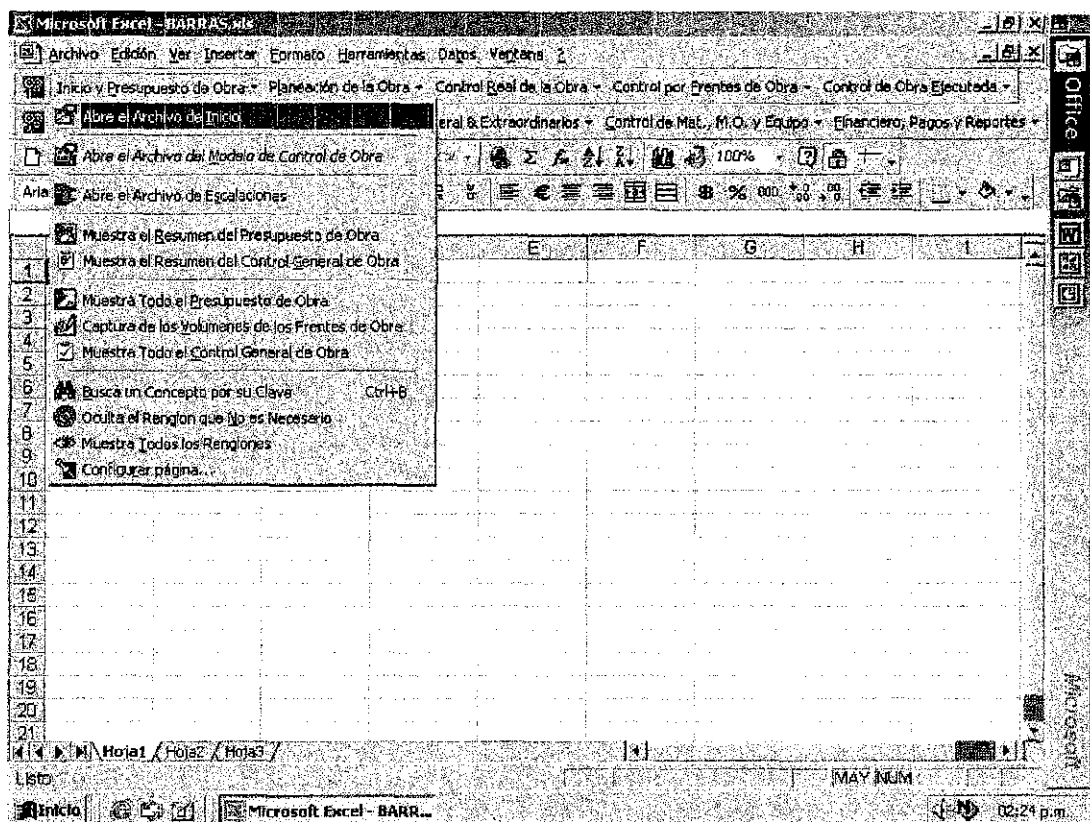 Microsoft Excel - BARRAS.xls
Archivo Edición Ver Insertar Formato Herramientas Datos Ventana ?
Inicio y Presupuesto de Obra Planeación de la Obra Control Real de la Obra Control por Frentes de Obra Control de Obra Ejecutada
Abre el Archivo de Inicio
eral & Extraordinarios Control de Mat., M.O. y Equipo Financiero, Pagos y Reportes
Abre el Archivo del Modelo de Control de Obra
100%
Aria
Abre el Archivo de Escalaciones
$ % 000
Muestra el Resumen del Presupuesto de Obra
Muestra el Resumen del Control General de Obra
Muestra Todo el Presupuesto de Obra
Captura de los Volumenes de los Frentes de Obra
Muestra Todo el Control General de Obra
Busca un Concepto por su Clave Ctrl+B
Oculta el Renglon que No es Necesario
Muestra Todos los Renglones
Configurar página...
E F G H I
1
2
3
4
5
6
7
8
9
10
11
12
13
14
15
16
17
18
19
20
21
Hoja1 Hoja2 Hoja3
Listo
MAY NUM
Inicio
Microsoft Excel - BARR...
02:24 p.m.
Office
Microsoft